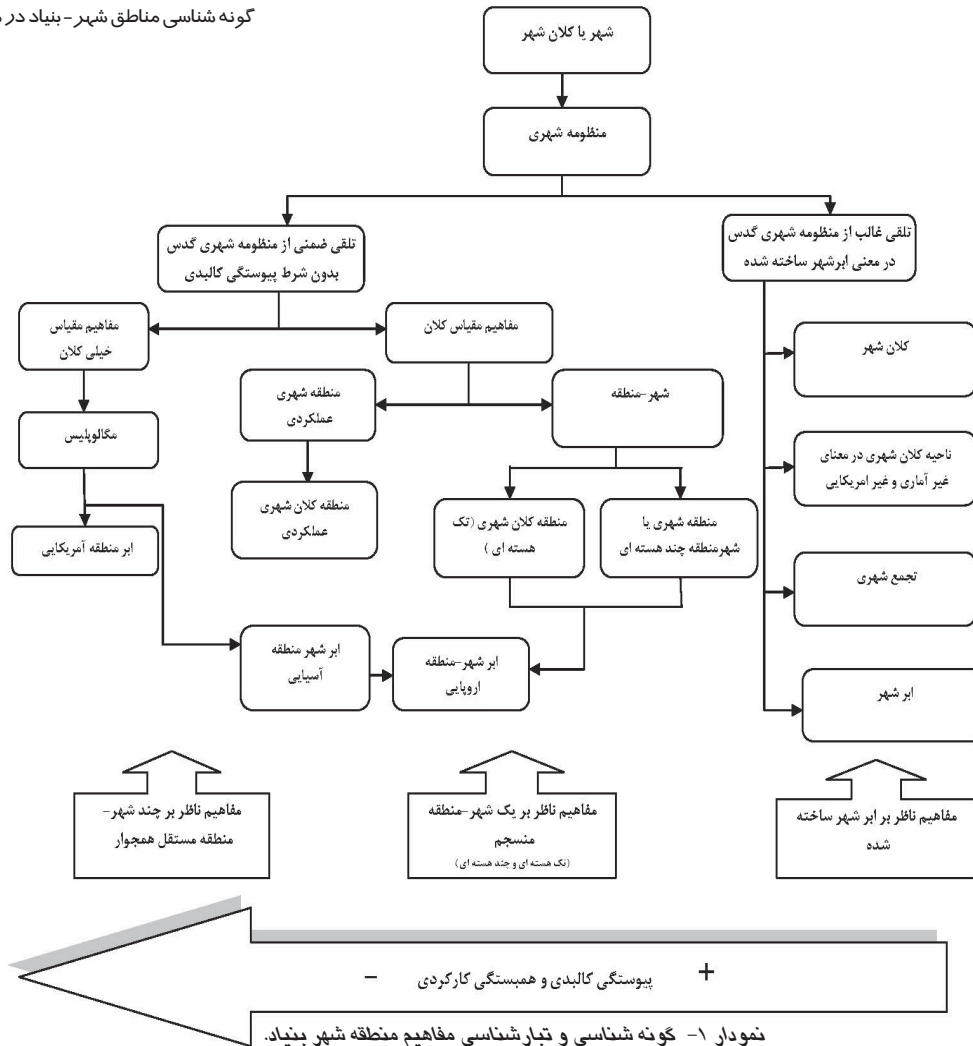 گونه شناسی مناطق شهر-بنیاد در
شهر یا کلان شهر
منظومه شهری
تلقی غالب از منظومه شهری گدس
در معنی ابرشهر ساخته شده
تلقی ضمنی از منظومه شهری گدس
بدون شرط پیوستگی کالبدی
کلان شهر
ناحیه کلان شهری در معنای
غیر آماری و غیر امریکایی
تجمع شهری
ابر شهر
مفاهیم مقیاس کلان
مفاهیم مقیاس
خیلی کلان
شهر-منطقه
منطقه شهری
عملکردی
منطقه کلان شهری
عملکردی
مگالوپلیس
ابر منطقه آمریکایی
منطقه شهری یا
شهرمنطقه چند هسته ای
منطقه کلان شهری (تک
هسته ای )
ابر شهر-منطقه
اروپایی
ابر شهر منطقه
آسیایی
مفاهیم ناظر بر ابر شهر ساخته
شده
مفاهیم ناظر بر یک شهر-منطقه
منسجم
(تک هسته ای و چند هسته ای)
مفاهیم ناظر بر چند شهر-
منطقه مستقل همجوار
+ پیوستگی کالبدی و همبستگی کارکردی -
نمودار ۱- گونه شناسی و تبارشناسی مفاهیم منطقه شهر بنیاد.